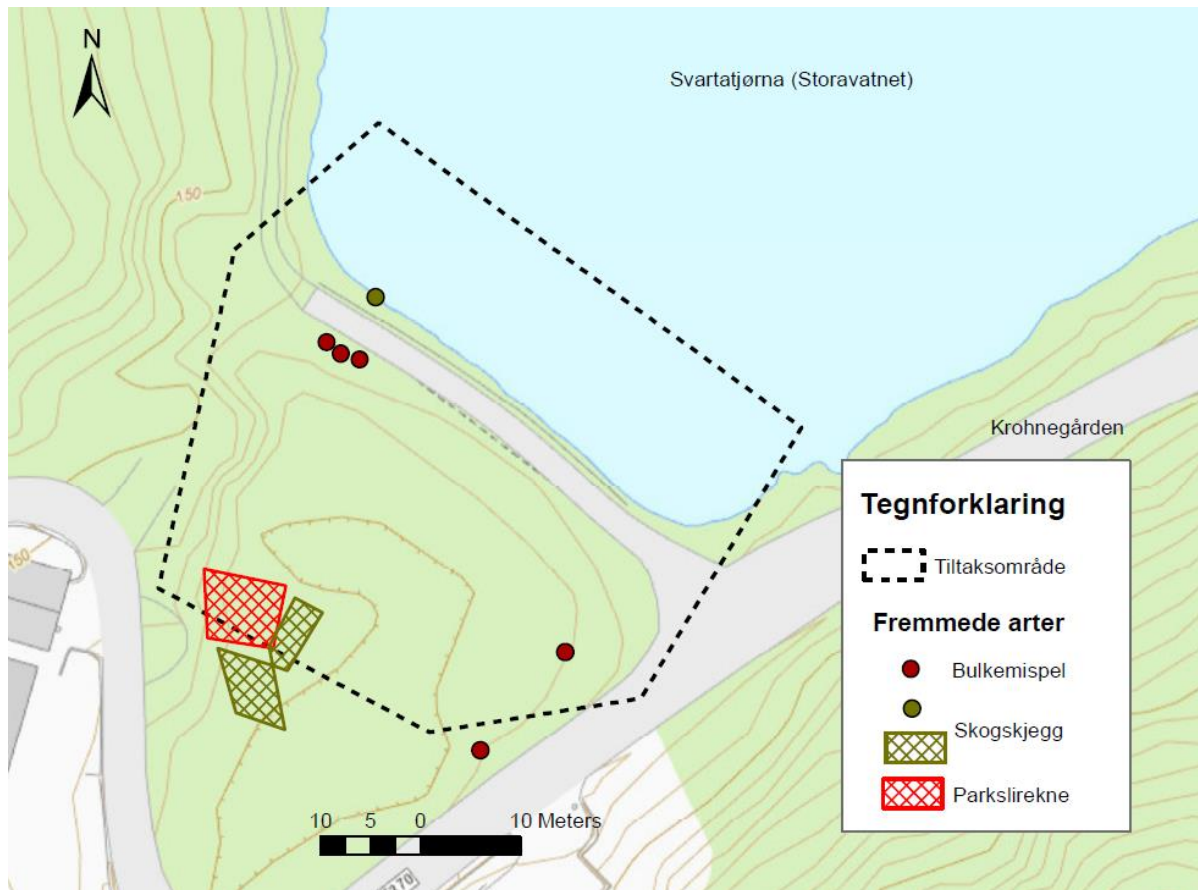 N
Svartatjørna (Storavatnet)
150
Krohnegården
Tegnforklaring
Tiltaksområde
Fremmede arter
Bulkemispel
Skogskjegg
Parkslirekne
150
10 5 0 10 Meters